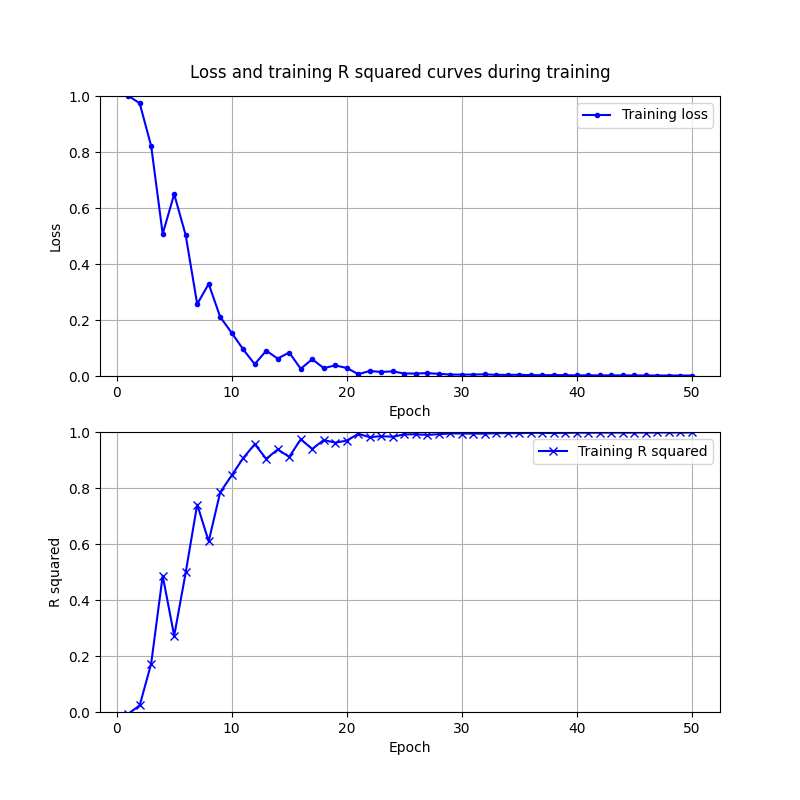 Loss and training R squared curves during training
1.0
0.8
0.6
0.4
0.2
0.0
Loss
Training loss
0 10 20 30 40 50
Epoch
1.0
0.8
0.6
0.4
0.2
0.0
R squared
Training R squared
0 10 20 30 40 50
Epoch